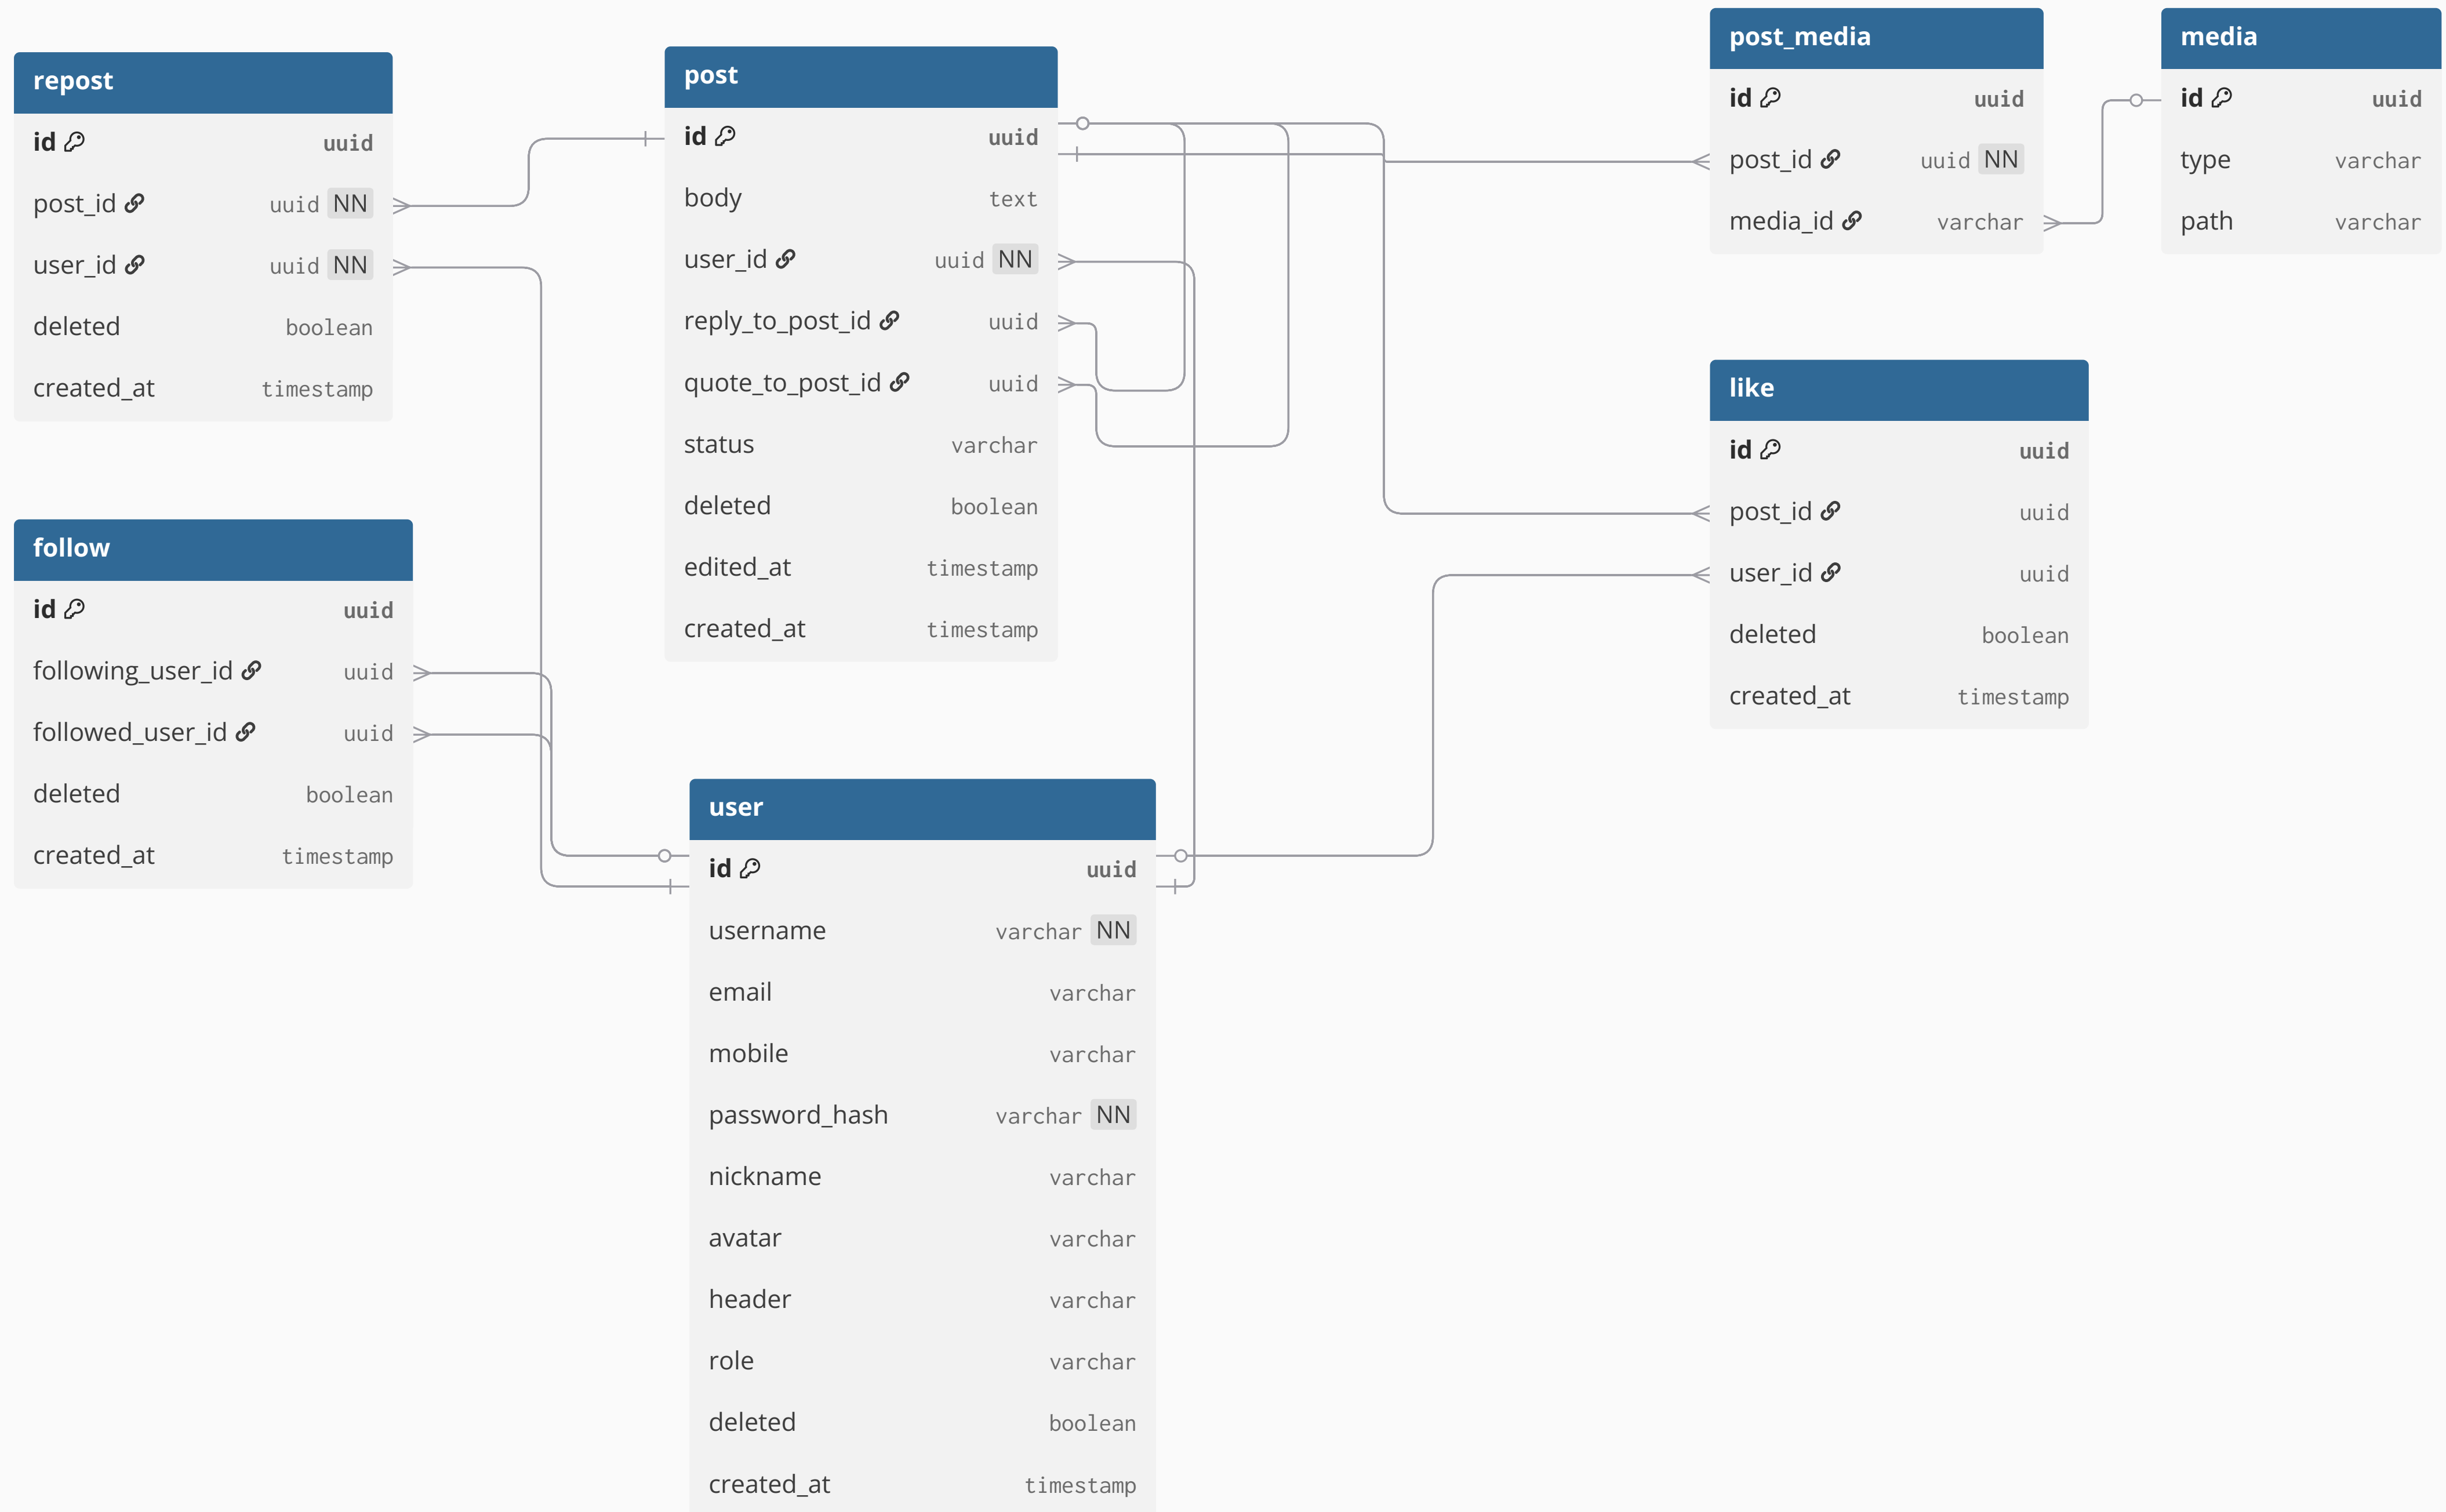 repost
id uuid
post_id uuid NN
user_id uuid NN
deleted boolean
created_at timestamp
post
id uuid
body text
user_id uuid NN
reply_to_post_id uuid
quote_to_post_id uuid
status varchar
deleted boolean
edited_at timestamp
created_at timestamp
post_media
id uuid
post_id uuid NN
media_id varchar
media
id uuid
type varchar
path varchar
like
id uuid
post_id uuid
user_id uuid
deleted boolean
created_at timestamp
follow
id uuid
following_user_id uuid
followed_user_id uuid
deleted boolean
created_at timestamp
user
id uuid
username varchar NN
email varchar
mobile varchar
password_hash varchar NN
nickname varchar
avatar varchar
header varchar
role varchar
deleted boolean
created_at timestamp